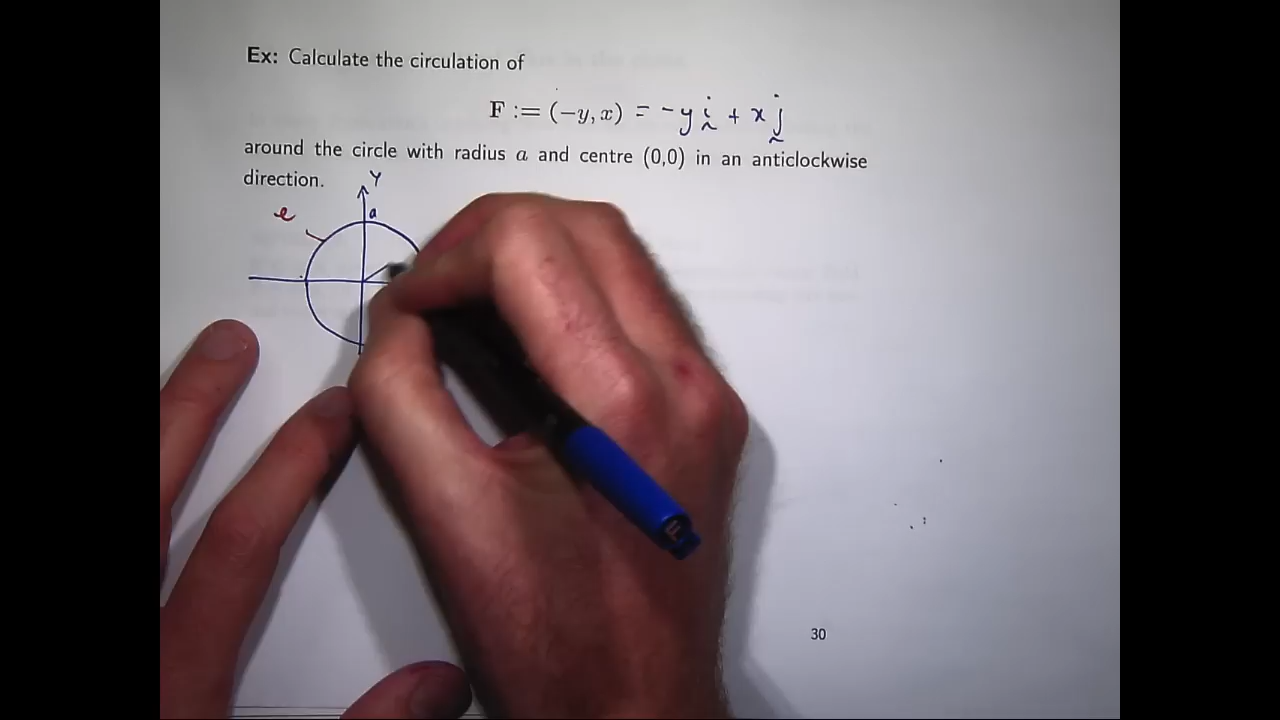 Ex: Calculate the circulation of
F := (−y, x) = -y i + x j
around the circle with radius a and centre (0,0) in an anticlockwise
direction.
y
a
F
30